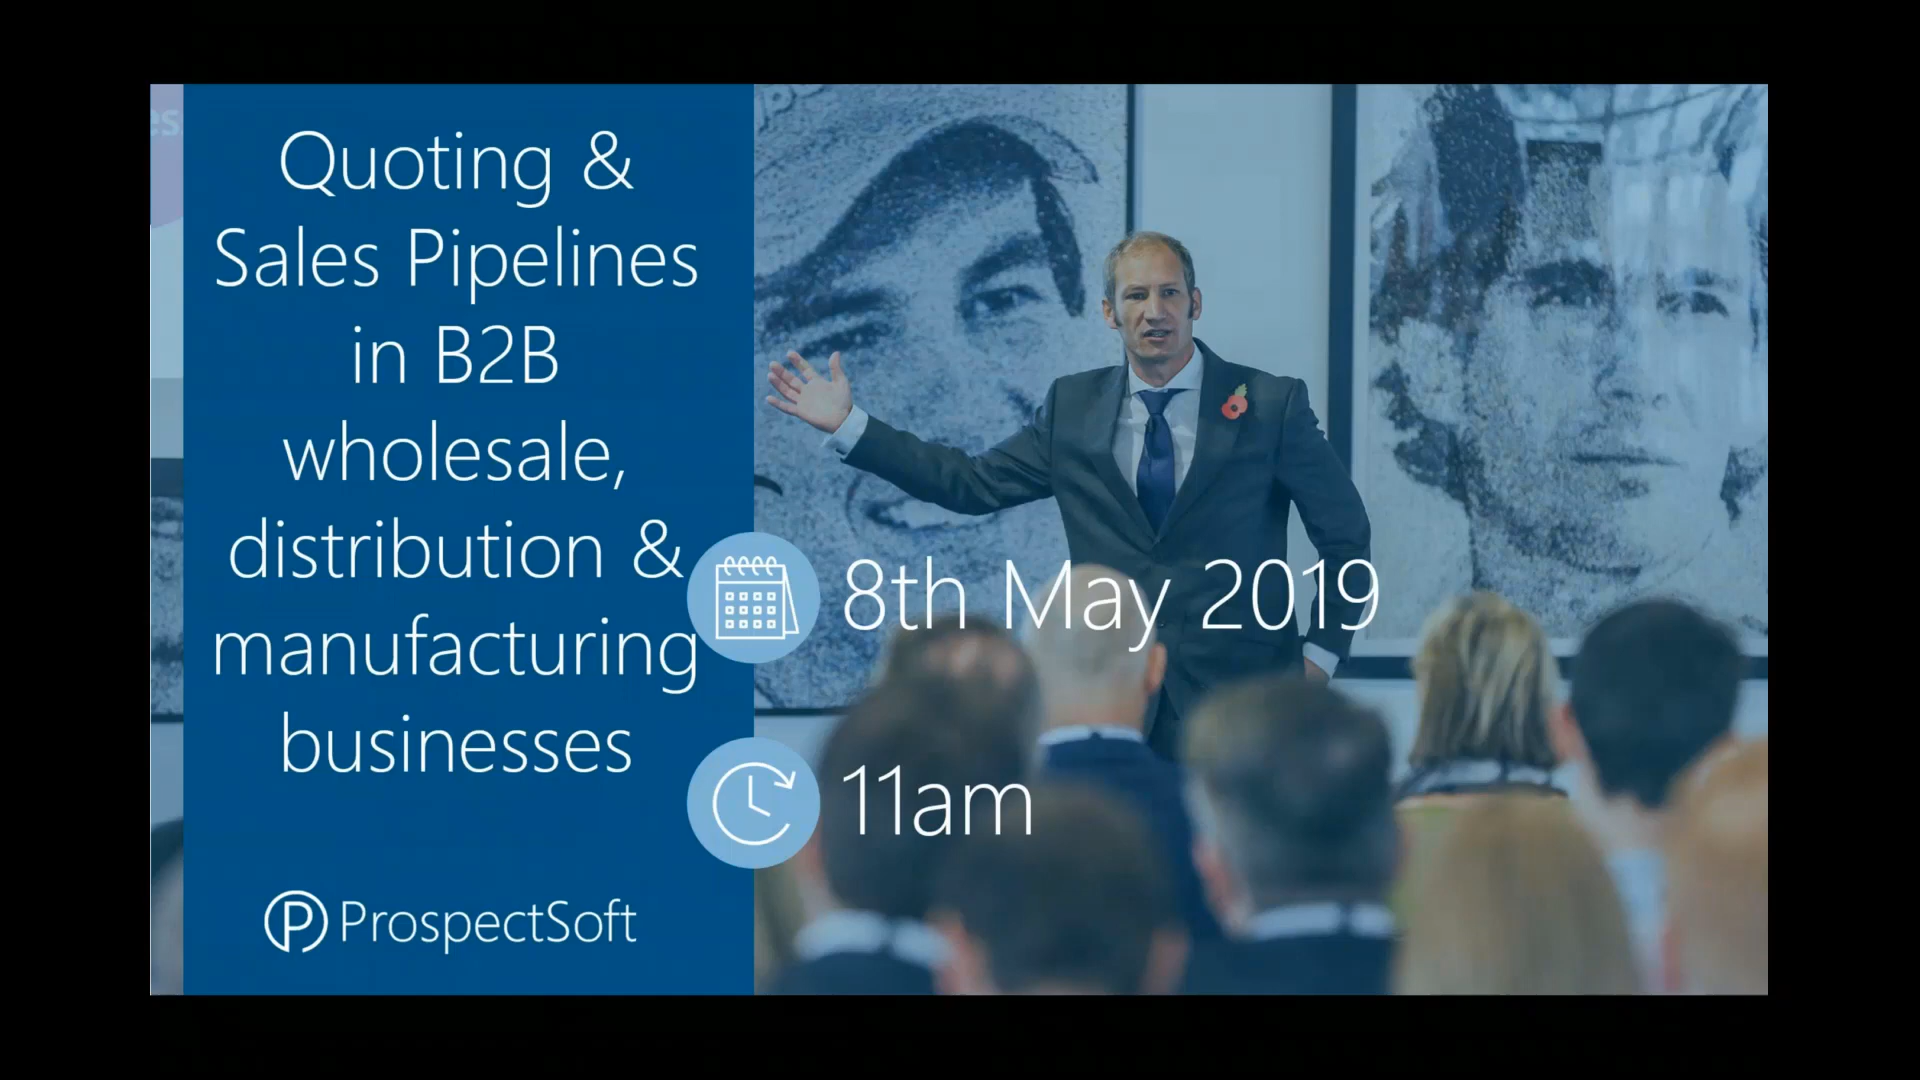 Quoting &
Sales Pipelines
in B2B
wholesale,
distribution &
manufacturing
businesses
8th May 2019
11am
ProspectSoft